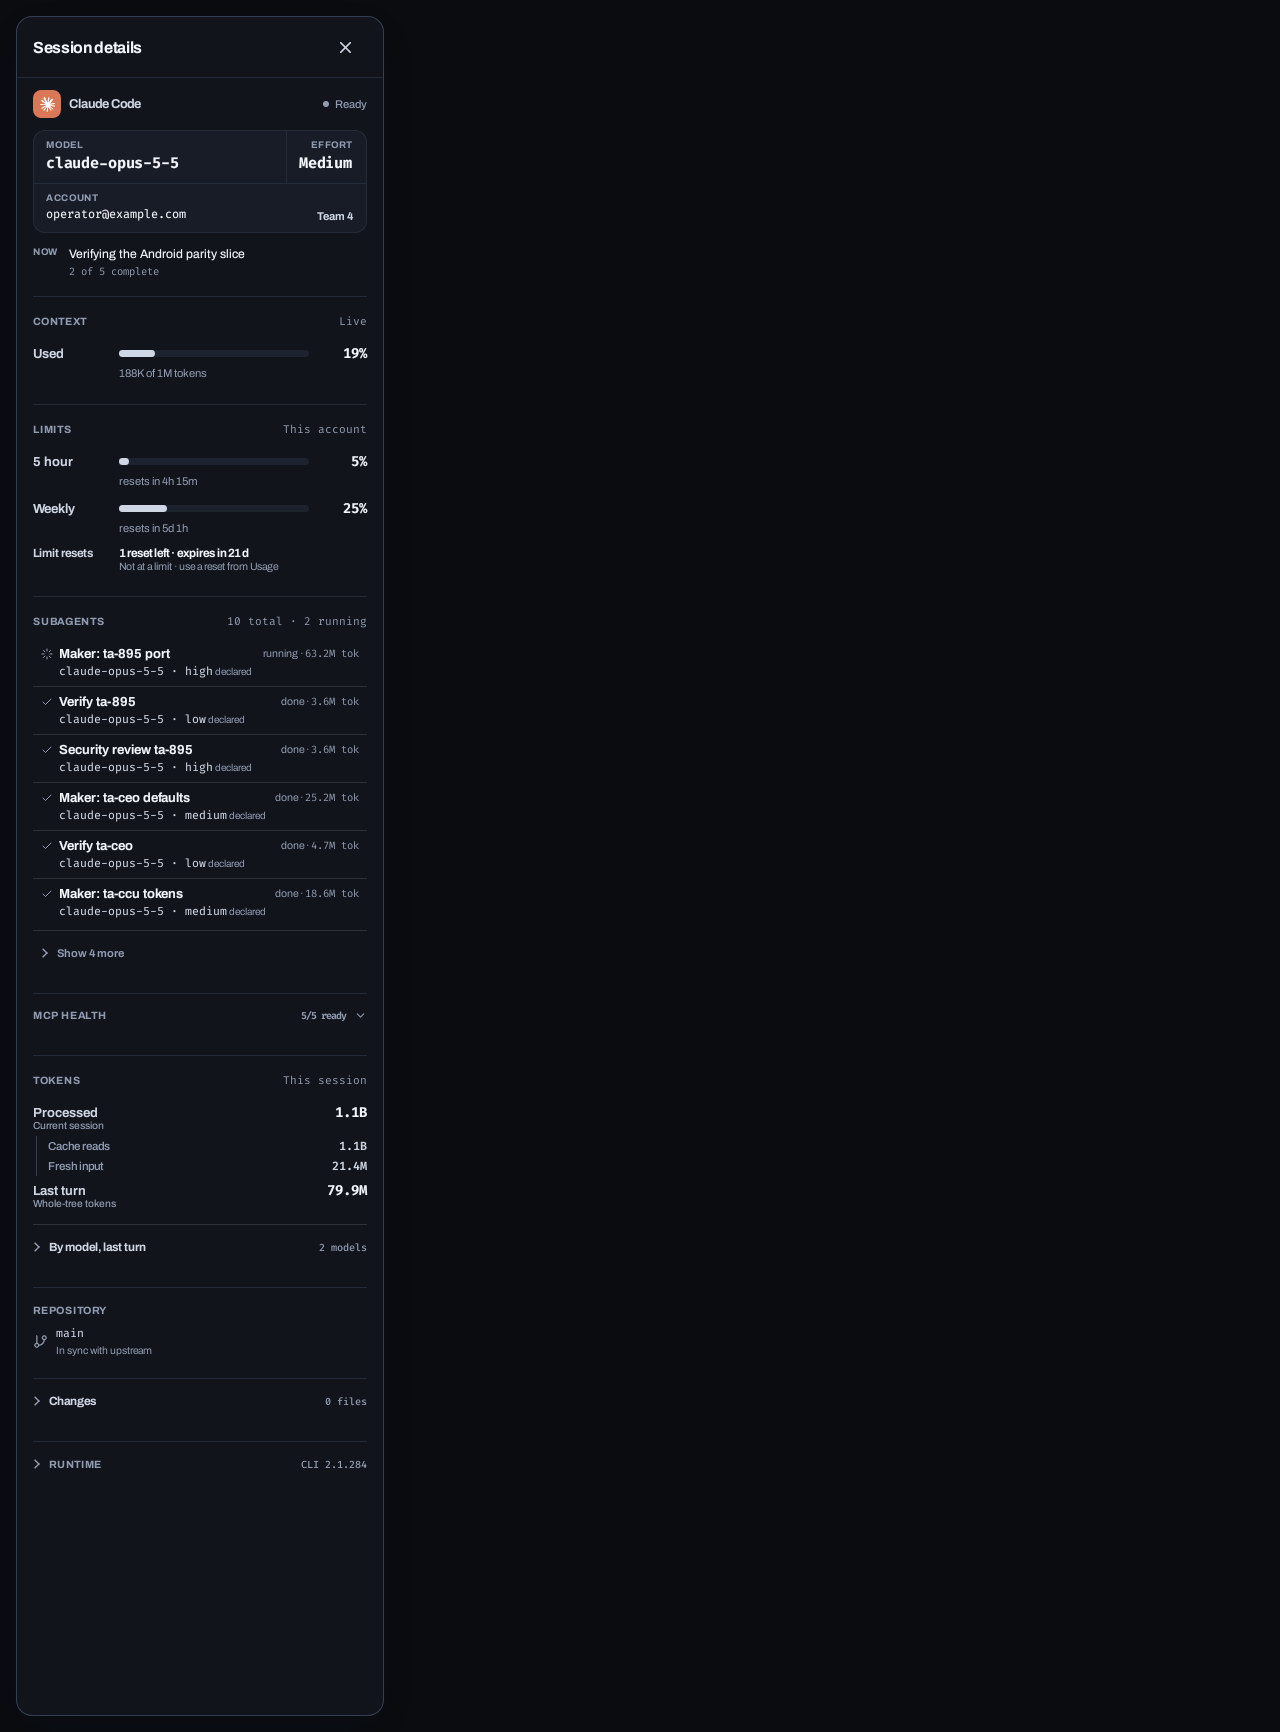 Session details
Claude Code
Ready
MODEL
claude-opus-5-5
EFFORT
Medium
ACCOUNT
operator@example.com
Team 4
NOW
Verifying the Android parity slice
2 of 5 complete
CONTEXT
Live
Used
19%
188K of 1M tokens
LIMITS
This account
5 hour
5%
resets in 4h 15m
Weekly
25%
resets in 5d 1h
Limit resets
1 reset left · expires in 21 d
Not at a limit · use a reset from Usage
SUBAGENTS
10 total · 2 running
Maker: ta-895 port
running · 63.2M tok
claude-opus-5-5 · high declared
Verify ta-895
done · 3.6M tok
claude-opus-5-5 · low declared
Security review ta-895
done · 3.6M tok
claude-opus-5-5 · high declared
Maker: ta-ceo defaults
done · 25.2M tok
claude-opus-5-5 · medium declared
Verify ta-ceo
done · 4.7M tok
claude-opus-5-5 · low declared
Maker: ta-ccu tokens
done · 18.6M tok
claude-opus-5-5 · medium declared
Show 4 more
MCP HEALTH
5/5 ready
TOKENS
This session
Processed
1.1B
Current session
Cache reads
1.1B
Fresh input
21.4M
Last turn
79.9M
Whole-tree tokens
By model, last turn
2 models
REPOSITORY
main
In sync with upstream
Changes
0 files
RUNTIME
CLI 2.1.284